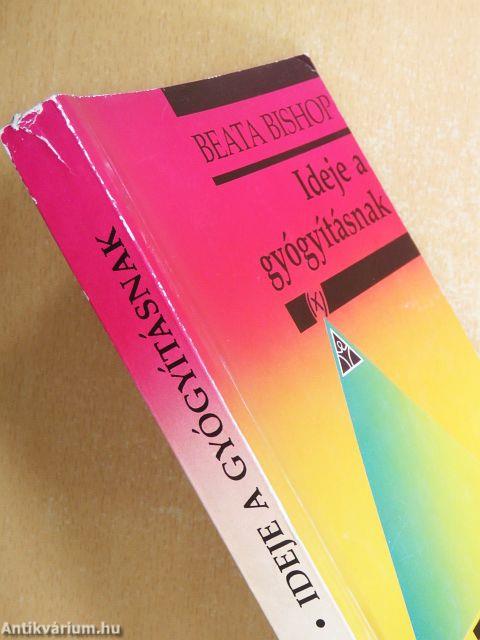 BEATA BISHOP
Ideje a
gyógyításnak
(x)
• IDEJE A GYÓGYÍTÁSNAK
Antikvárium.hu